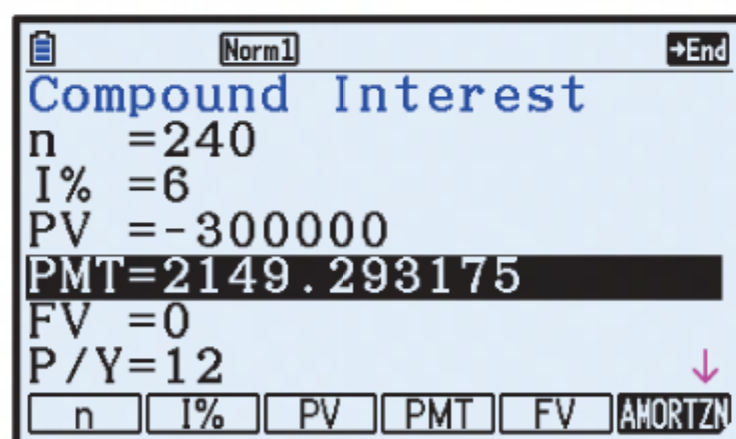 Norm1 →End
Compound Interest
n =240
I% =6
PV =-300000
PMT=2149.293175
FV =0
P/Y=12 ↓
n I% PV PMT FV AMORTZN